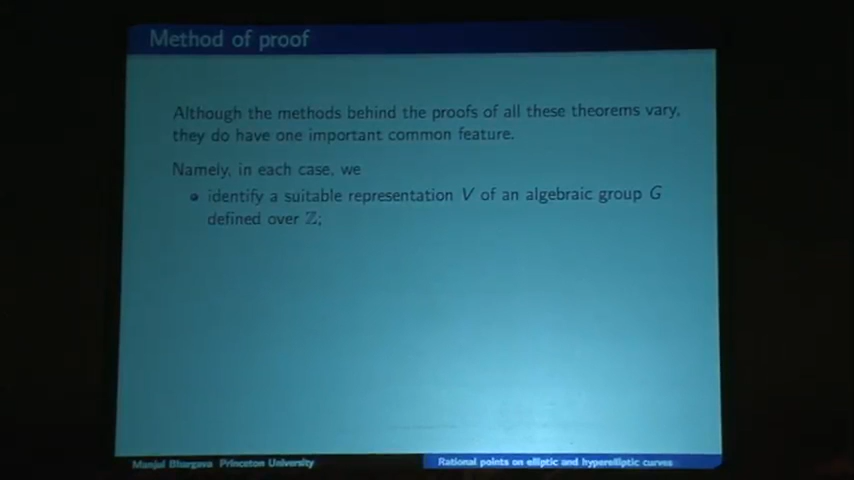 Method of proof
Although the methods behind the proofs of all these theorems vary,
they do have one important common feature.
Namely, in each case, we
identify a suitable representation V of an algebraic group G
defined over ℤ;
Manjul Bhargava Princeton University
Rational points on elliptic and hyperelliptic curves